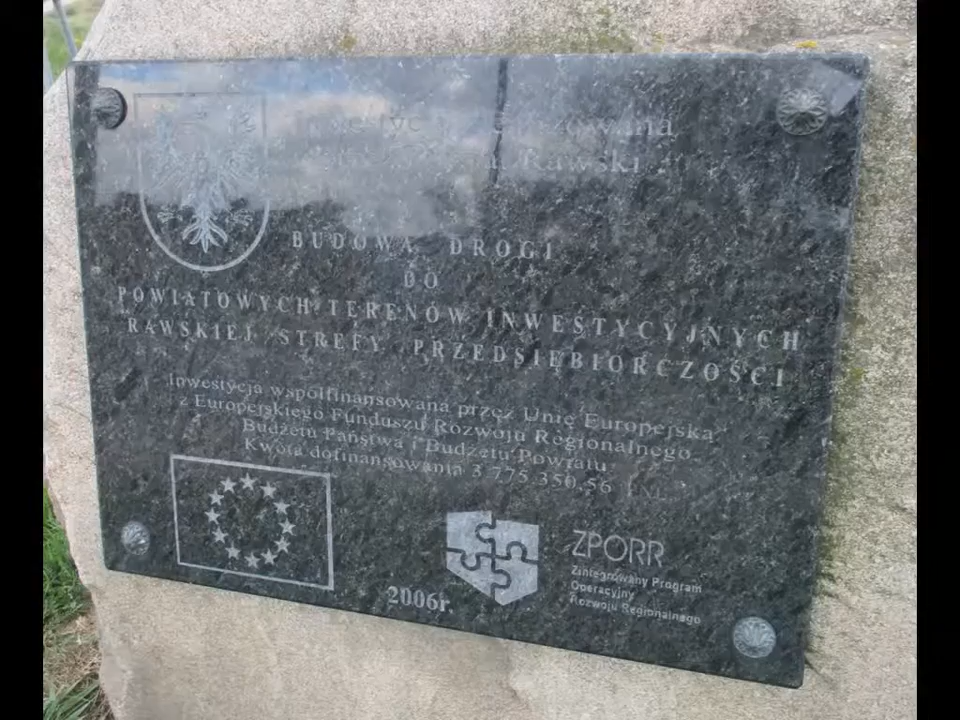 Rawski
BUDOWA DROGI
DO
POWIATOWYCH TERENÓW INWESTYCYJNYCH
RAWSKIEJ STREFY PRZEDSIĘBIORCZOŚCI
Inwestycja współfinansowana przez Unię Europejską
z Europejskiego Funduszu Rozwoju Regionalnego
Budżetu Państwa i Budżetu Powiatu
Kwota dofinansowania 3 775 350,56
2006r.
ZPORR
Zintegrowany Program
Operacyjny
Rozwoju Regionalnego